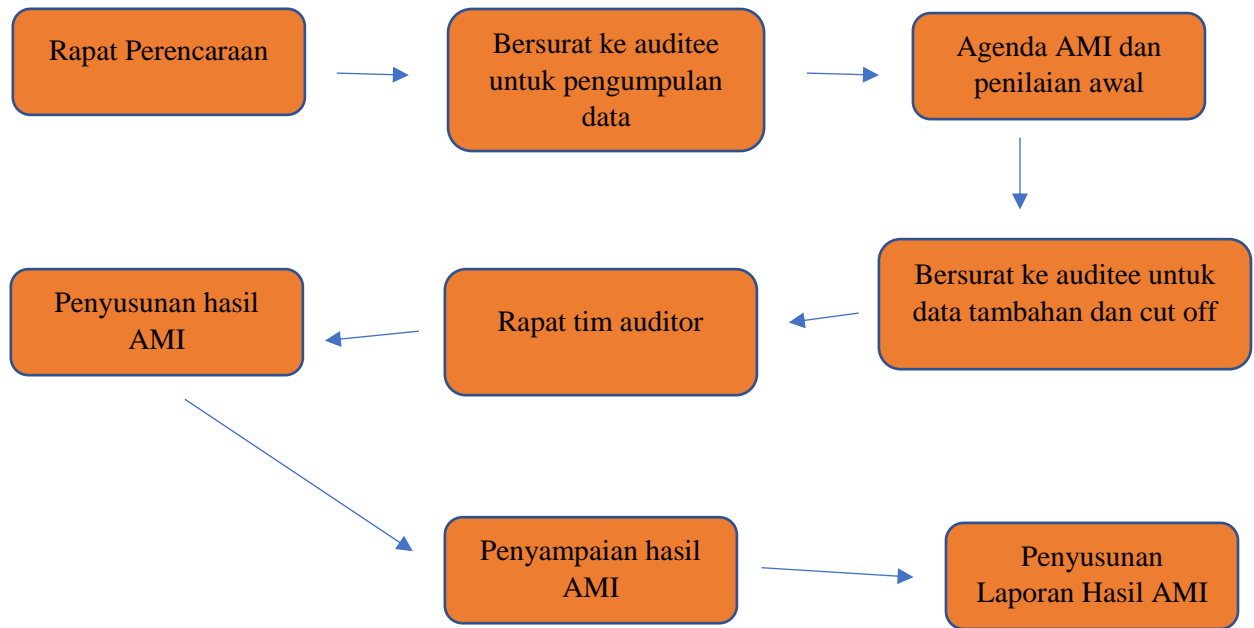 Rapat Perencaraan
Bersurat ke auditee
untuk pengumpulan
data
Agenda AMI dan
penilaian awal
Bersurat ke auditee untuk
data tambahan dan cut off
Rapat tim auditor
Penyusunan hasil
AMI
Penyampaian hasil
AMI
Penyusunan
Laporan Hasil AMI